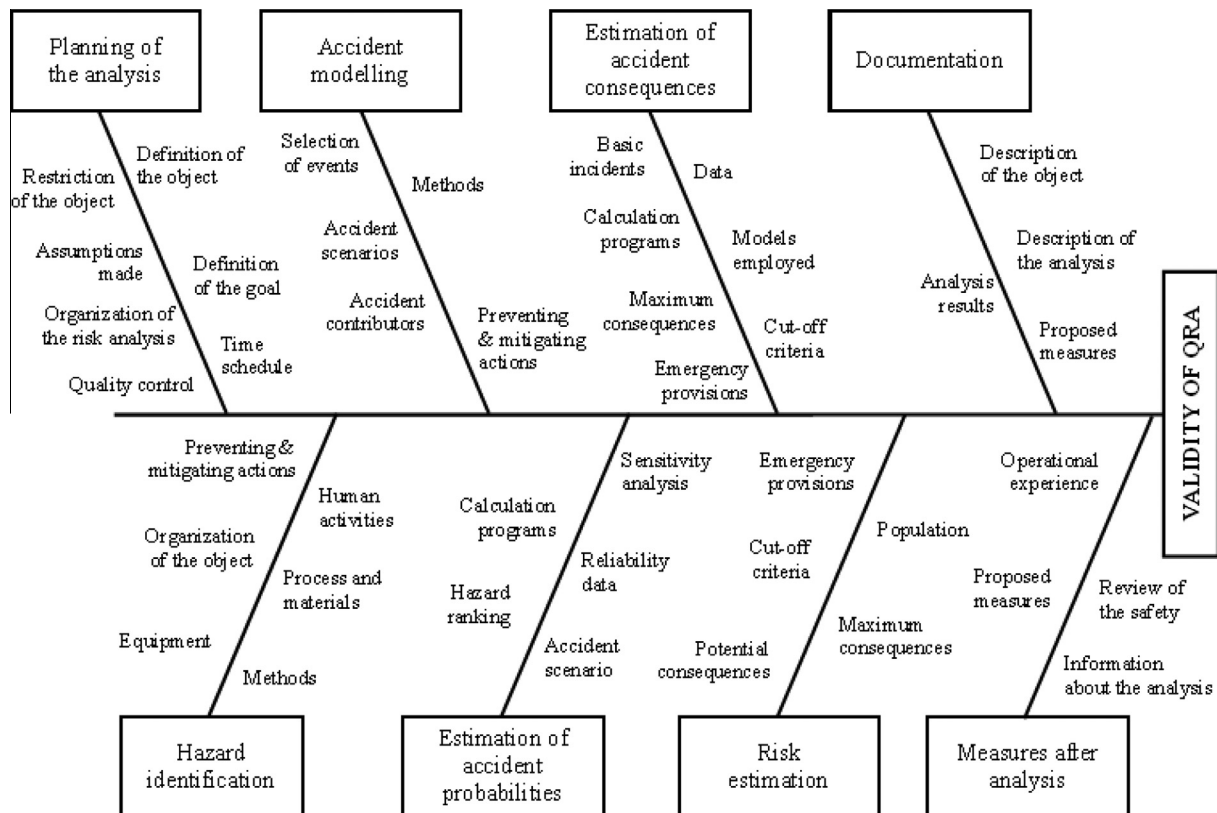 Planning of
the analysis
Accident
modelling
Estimation of
accident
consequences
Documentation
Definition of
the object
Restriction
of the object
Assumptions
made
Definition
of the goal
Organization of
the risk analysis
Time
schedule
Quality control
Selection
of events
Methods
Accident
scenarios
Accident
contributors
Preventing
& mitigating
actions
Basic
incidents
Data
Calculation
programs
Models
employed
Maximum
consequences
Cut-off
criteria
Emergency
provisions
Description
of the object
Description of
the analysis
Analysis
results
Proposed
measures
VALIDITY OF QRA
Preventing &
mitigating actions
Human
activities
Organization
of the object
Process and
materials
Equipment
Methods
Sensitivity
analysis
Calculation
programs
Reliability
data
Hazard
ranking
Accident
scenario
Emergency
provisions
Population
Cut-off
criteria
Maximum
consequences
Potential
consequences
Operational
experience
Proposed
measures
Review of
the safety
Information
about the analysis
Hazard
identification
Estimation of
accident
probabilities
Risk
estimation
Measures after
analysis